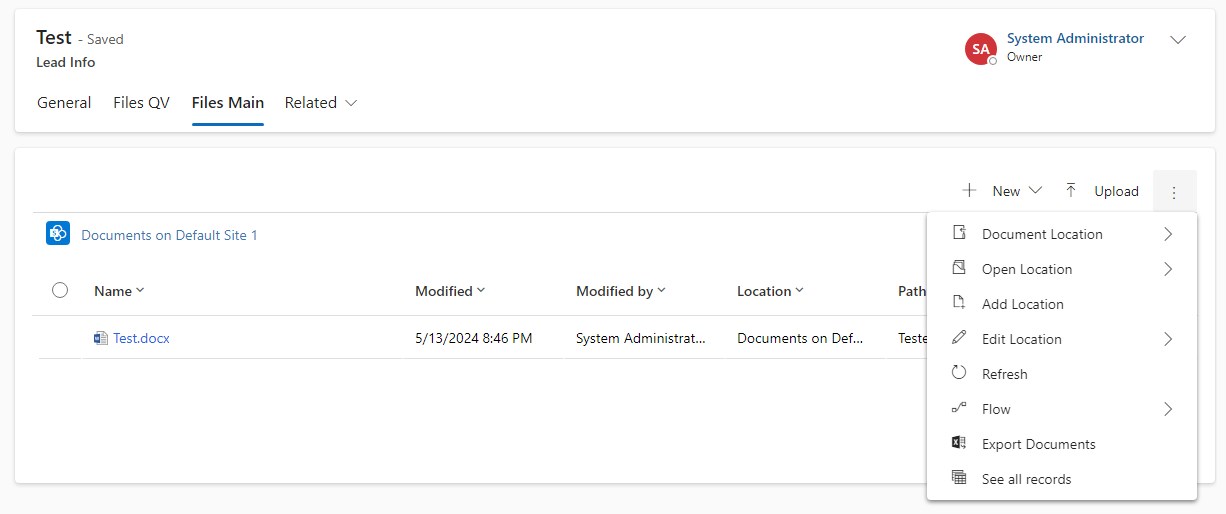 Test - Saved
Lead Info
SA
System Administrator
Owner
General Files QV Files Main Related
New Upload
Documents on Default Site 1
Name Modified Modified by Location Path
Test.docx 5/13/2024 8:46 PM System Administrat... Documents on Def... Teste
Document Location
Open Location
Add Location
Edit Location
Refresh
Flow
Export Documents
See all records